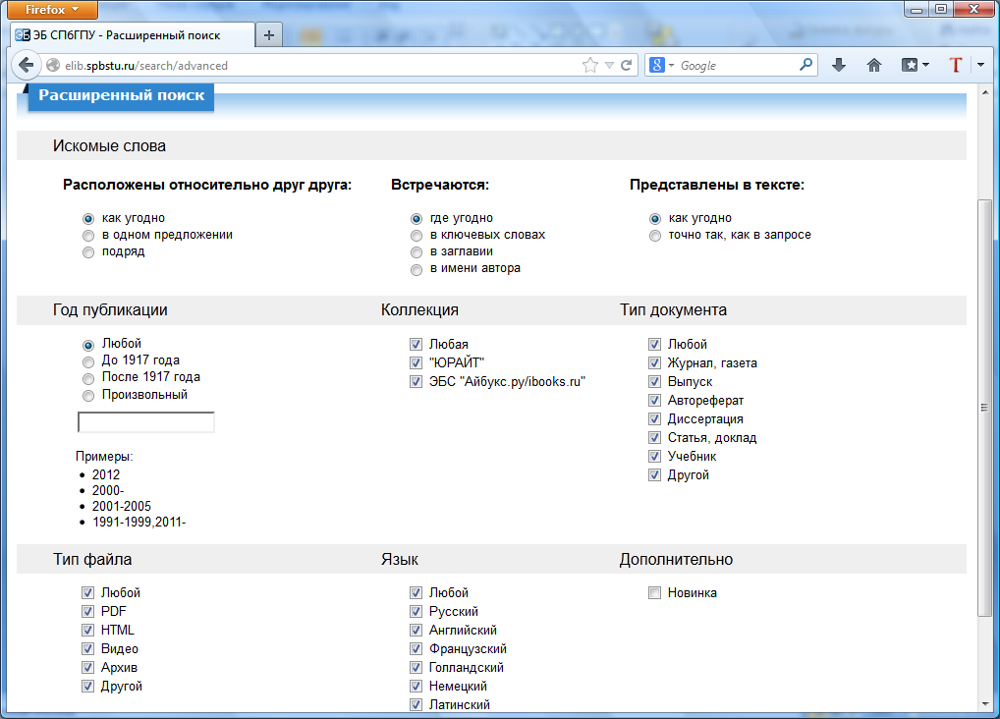 Firefox
ЭБ СПбГПУ - Расширенный поиск
elib.spbstu.ru/search/advanced
Google
Расширенный поиск
Искомые слова
Расположены относительно друг друга:
как угодно
в одном предложении
подряд
Встречаются:
где угодно
в ключевых словах
в заглавии
в имени автора
Представлены в тексте:
как угодно
точно так, как в запросе
Год публикации
Любой
До 1917 года
После 1917 года
Произвольный
Примеры:
2012
2000-
2001-2005
1991-1999,2011-
Коллекция
Любая
"ЮРАЙТ"
ЭБС "Айбукс.ру/ibooks.ru"
Тип документа
Любой
Журнал, газета
Выпуск
Автореферат
Диссертация
Статья, доклад
Учебник
Другой
Тип файла
Любой
PDF
HTML
Видео
Архив
Другой
Язык
Любой
Русский
Английский
Французский
Голландский
Немецкий
Латинский
Дополнительно
Новинка